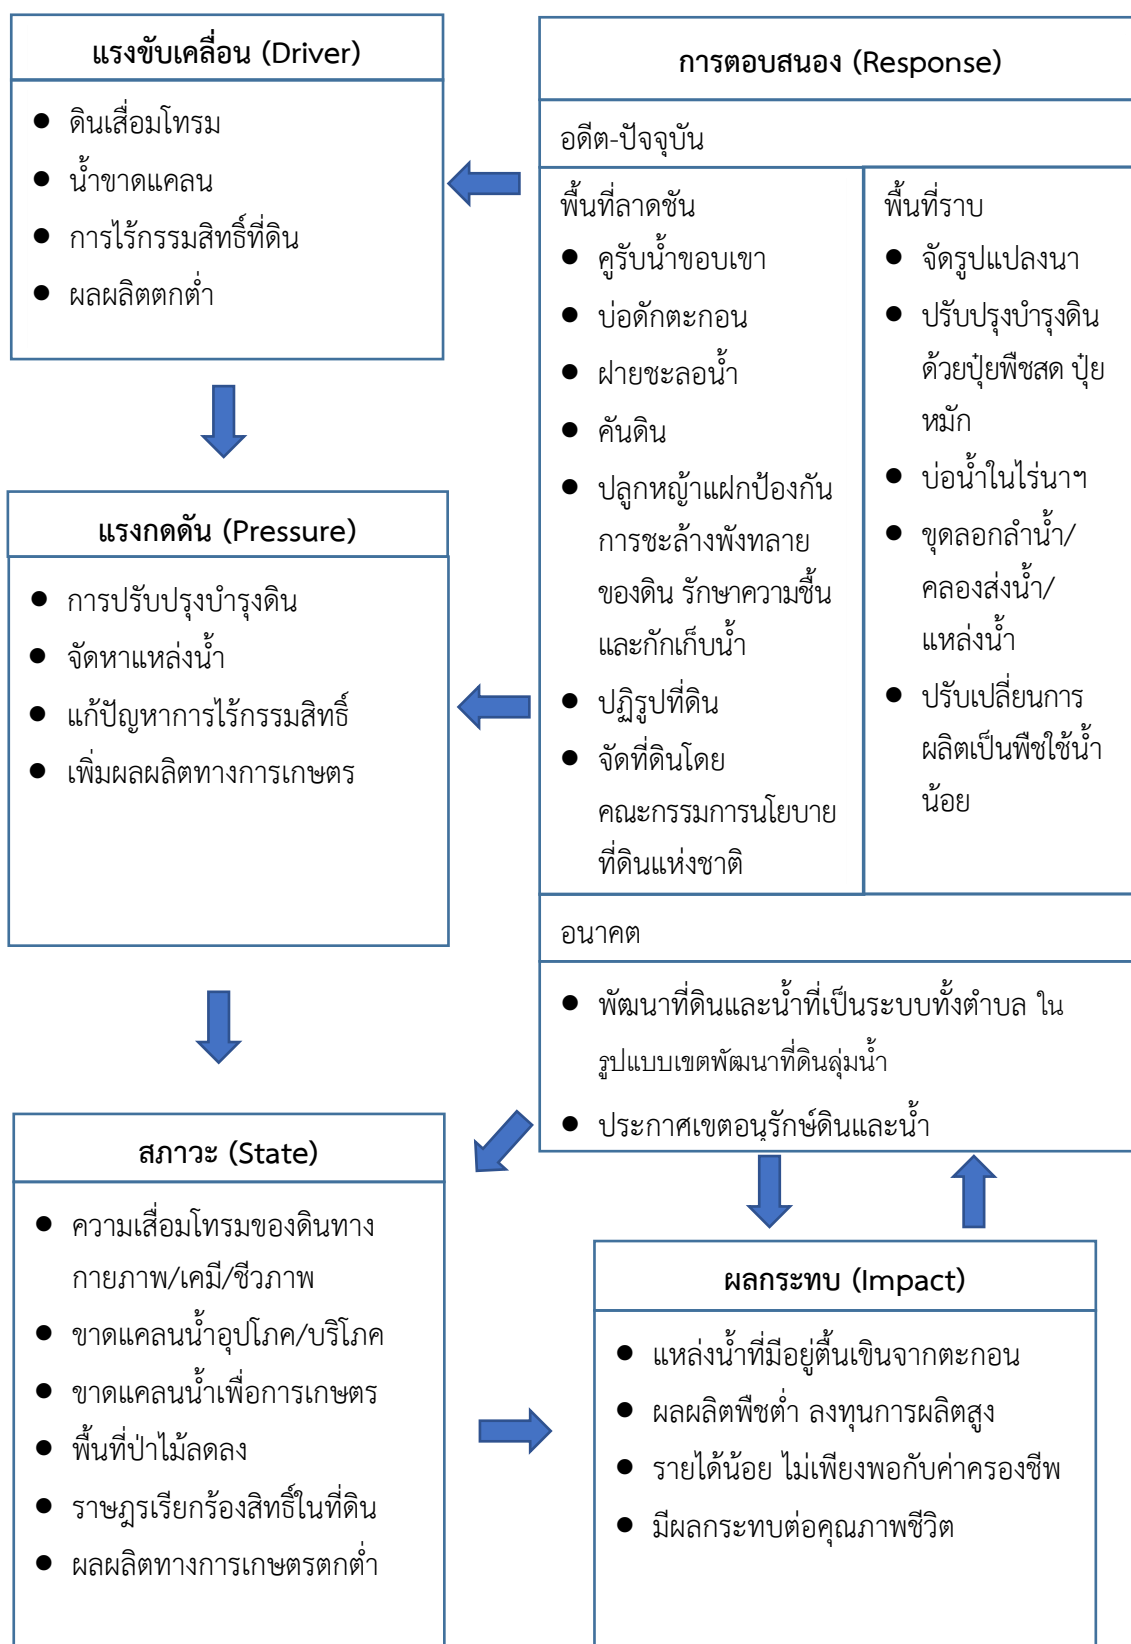 แรงขับเคลื่อน (Driver)
● ดินเสื่อมโทรม
● น้ำขาดแคลน
● การไร้กรรมสิทธิ์ที่ดิน
● ผลผลิตตกต่ำ
แรงกดดัน (Pressure)
● การปรับปรุงบำรุงดิน
● จัดหาแหล่งน้ำ
● แก้ปัญหาการไร้กรรมสิทธิ์
● เพิ่มผลผลิตทางการเกษตร
สภาวะ (State)
● ความเสื่อมโทรมของดินทาง
กายภาพ/เคมี/ชีวภาพ
● ขาดแคลนน้ำอุปโภค/บริโภค
● ขาดแคลนน้ำเพื่อการเกษตร
● พื้นที่ป่าไม้ลดลง
● ราษฎรเรียกร้องสิทธิ์ในที่ดิน
● ผลผลิตทางการเกษตรตกต่ำ
การตอบสนอง (Response)
อดีต-ปัจจุบัน
พื้นที่ลาดชัน
● คูรับน้ำขอบเขา
● บ่อดักตะกอน
● ฝายชะลอน้ำ
● คันดิน
● ปลูกหญ้าแฝกป้องกัน
การชะล้างพังทลาย
ของดิน รักษาความชื้น
และกักเก็บน้ำ
● ปฏิรูปที่ดิน
● จัดที่ดินโดย
คณะกรรมการนโยบาย
ที่ดินแห่งชาติ
พื้นที่ราบ
● จัดรูปแปลงนา
● ปรับปรุงบำรุงดิน
ด้วยปุ๋ยพืชสด ปุ๋ย
หมัก
● บ่อน้ำในไร่นาฯ
● ขุดลอกลำน้ำ/
คลองส่งน้ำ/
แหล่งน้ำ
● ปรับเปลี่ยนการ
ผลิตเป็นพืชใช้น้ำ
น้อย
อนาคต
● พัฒนาที่ดินและน้ำที่เป็นระบบทั้งตำบล ใน
รูปแบบเขตพัฒนาที่ดินลุ่มน้ำ
● ประกาศเขตอนุรักษ์ดินและน้ำ
ผลกระทบ (Impact)
● แหล่งน้ำที่มีอยู่ตื้นเขินจากตะกอน
● ผลผลิตพืชต่ำ ลงทุนการผลิตสูง
● รายได้น้อย ไม่เพียงพอกับค่าครองชีพ
● มีผลกระทบต่อคุณภาพชีวิต